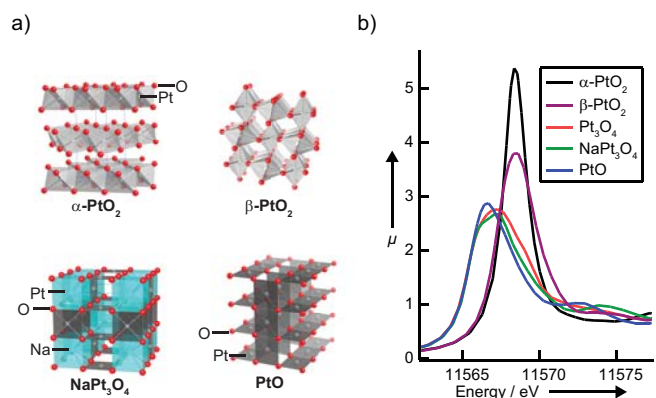 a)
O
Pt
α-PtO₂
β-PtO₂
Pt
O
Na
NaPt₃O₄
O
Pt
PtO
b)
α-PtO₂
β-PtO₂
Pt₃O₄
NaPt₃O₄
PtO
5
4
3
2
1
0
μ
11565
11570
11575
Energy / eV